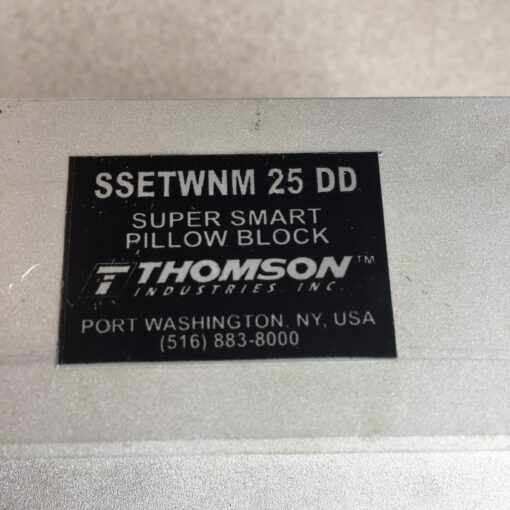 SSETWNM 25 DD
SUPER SMART
PILLOW BLOCK
THOMSON™
INDUSTRIES, INC.
PORT WASHINGTON, NY, USA
(516) 883-8000